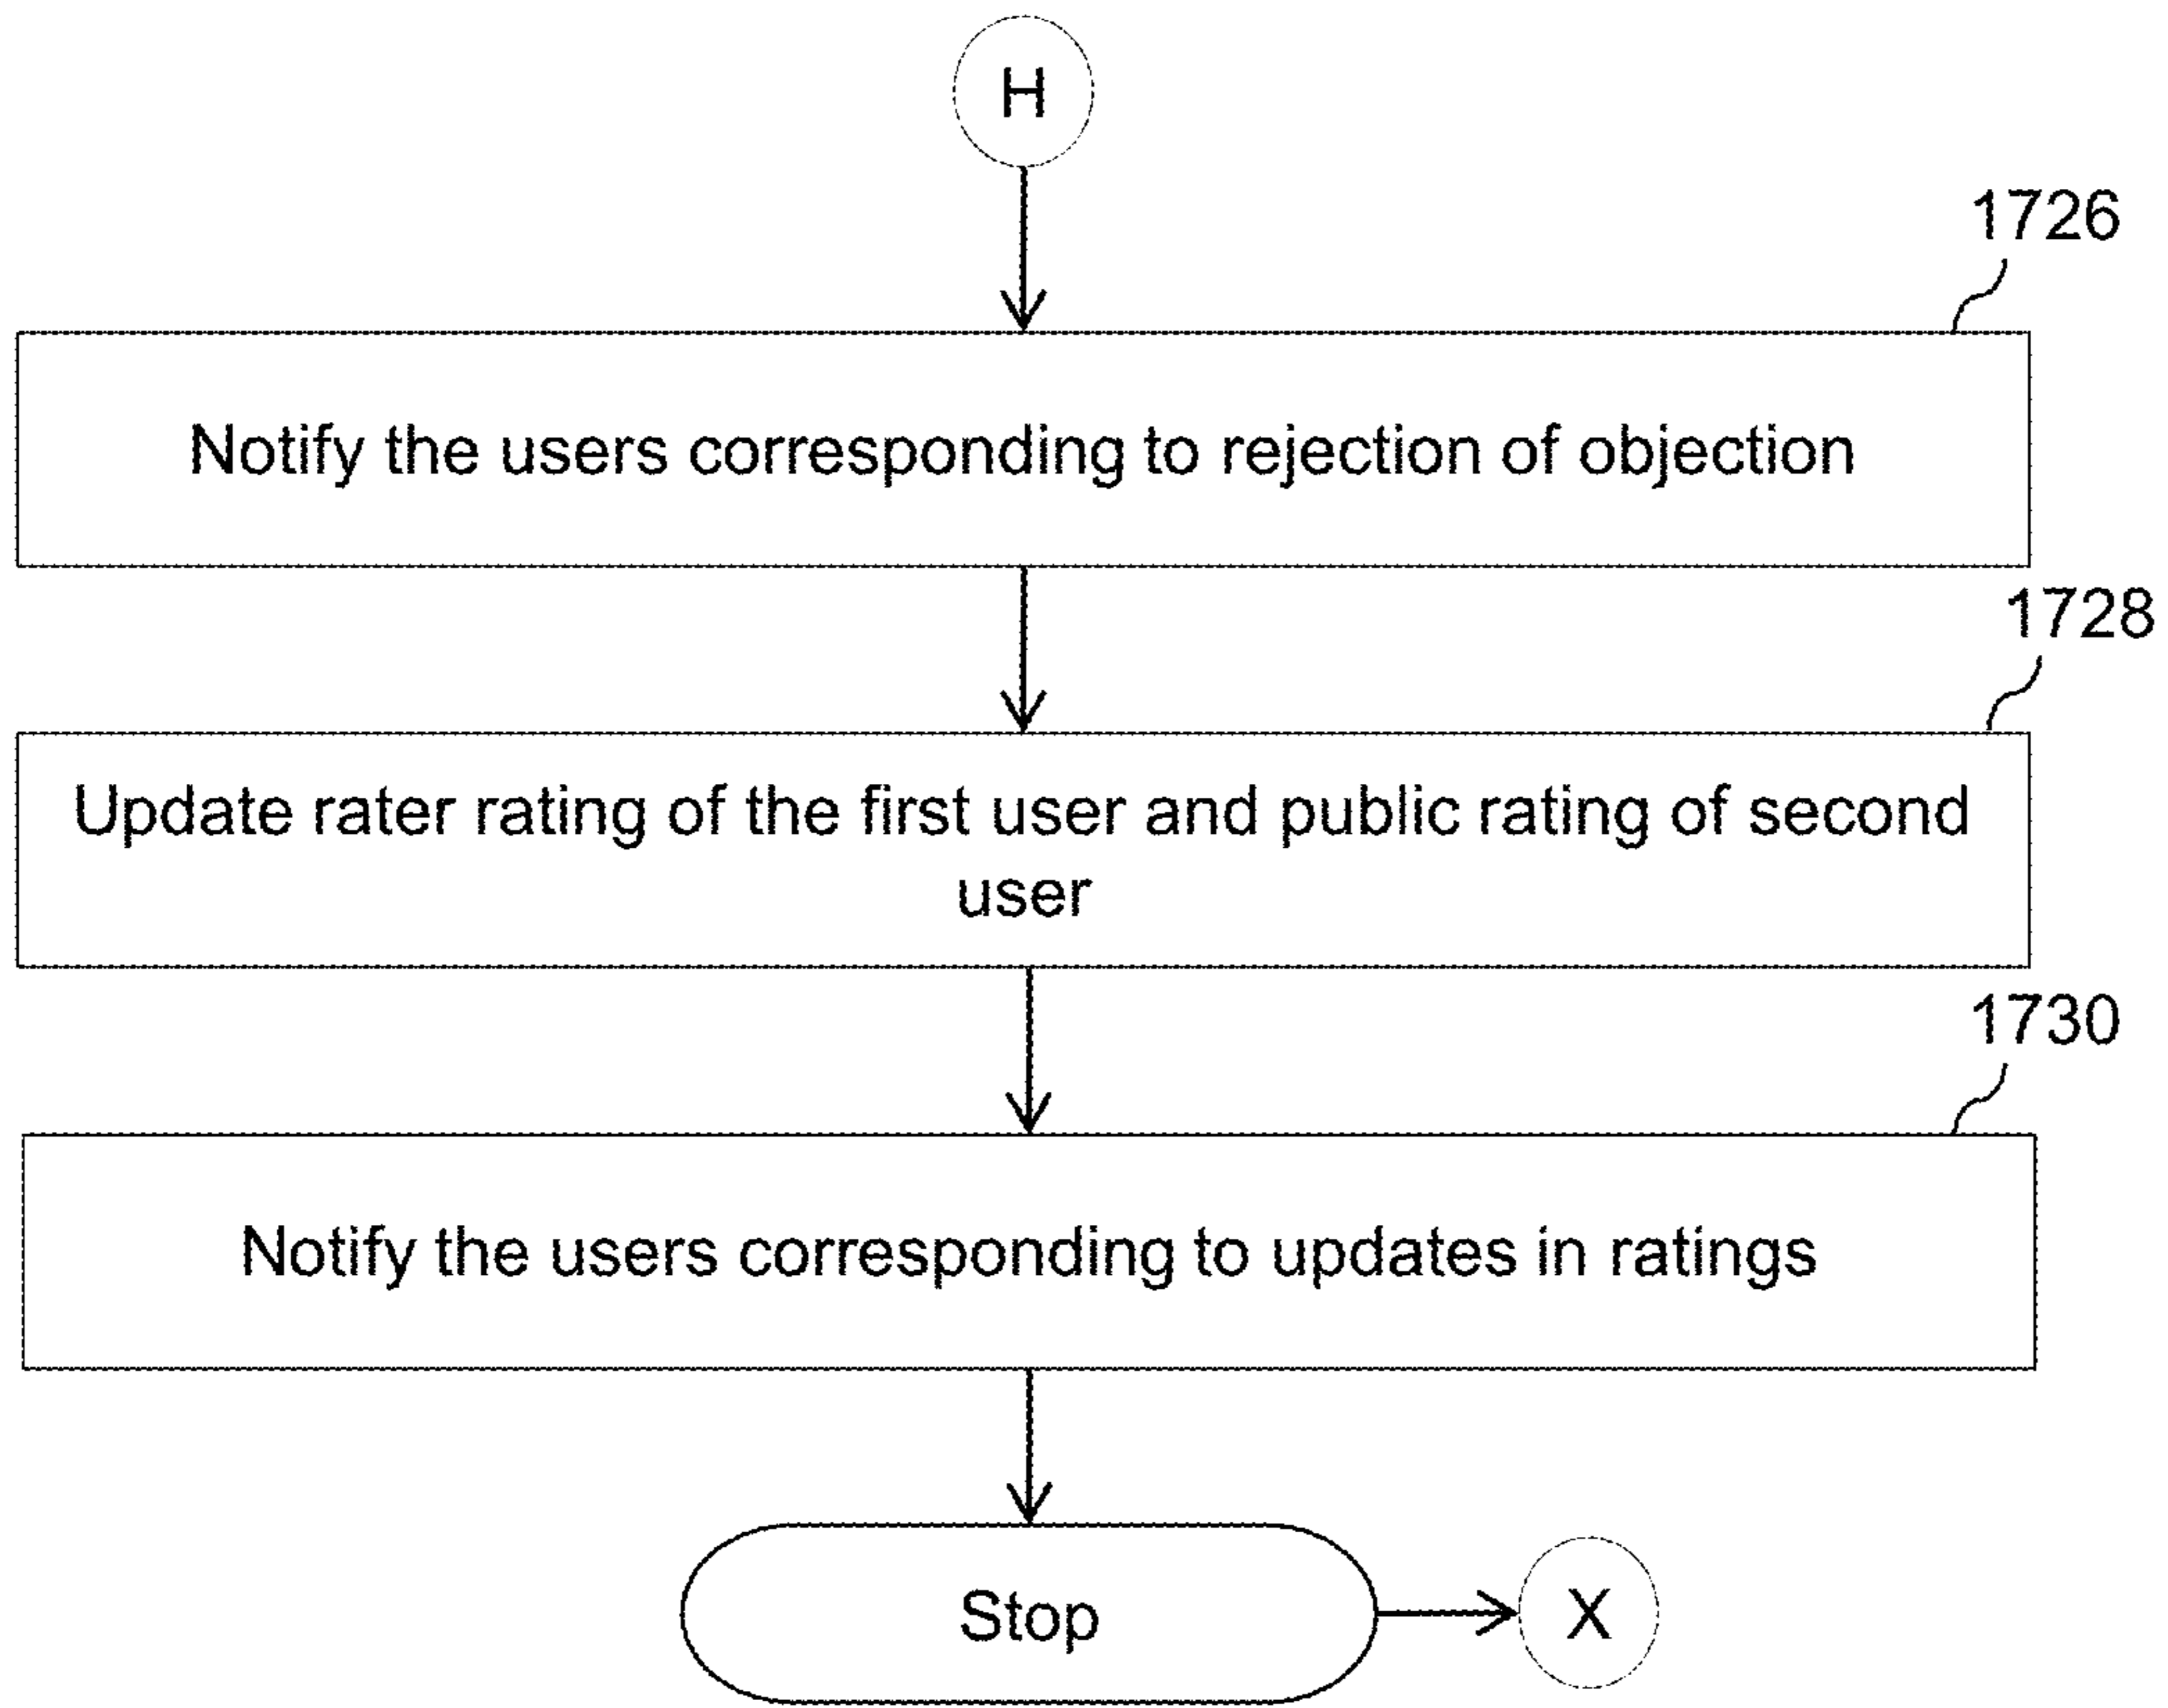 H
1726
Notify the users corresponding to rejection of objection
1728
Update rater rating of the first user and public rating of second
user
1730
Notify the users corresponding to updates in ratings
Stop
X